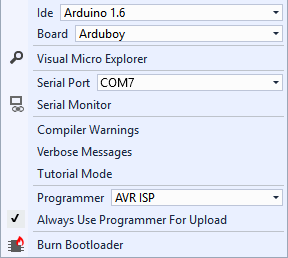 Ide Arduino 1.6
Board Arduboy
Visual Micro Explorer
Serial Port COM7
Serial Monitor
Compiler Warnings
Verbose Messages
Tutorial Mode
Programmer AVR ISP
Always Use Programmer For Upload
Burn Bootloader